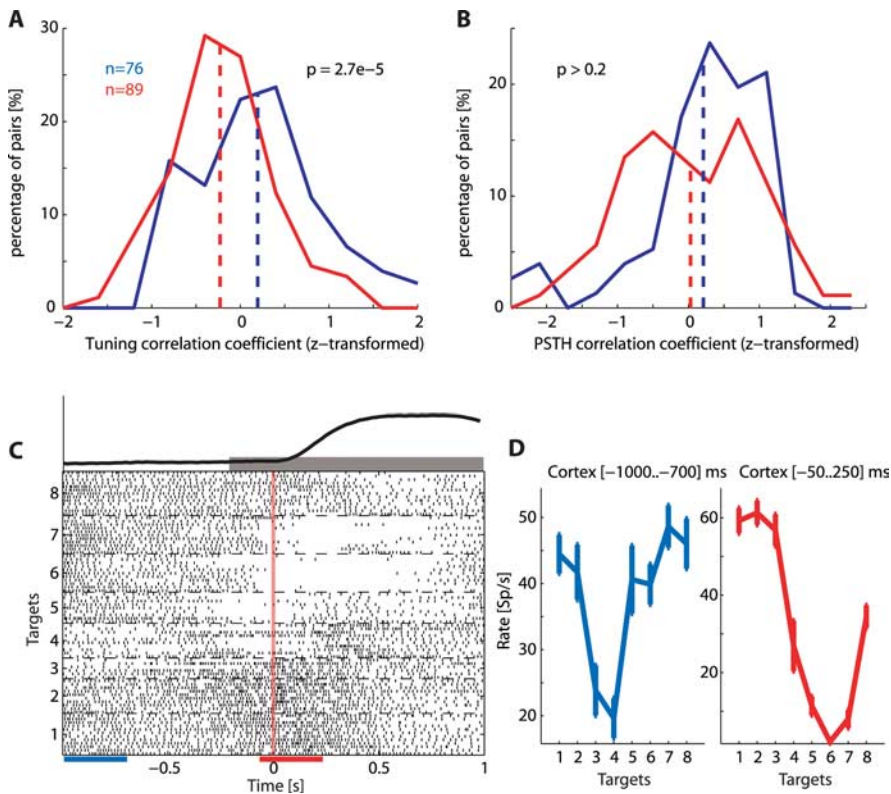 A
30
20
10
0
percentage of pairs [%]
n=76
n=89
p = 2.7e−5
−2
−1
0
1
2
Tuning correlation coefficient (z−transformed)
B
20
10
0
percentage of pairs [%]
p > 0.2
−2
−1
0
1
2
PSTH correlation coefficient (z−transformed)
C
8
7
6
5
4
3
2
1
Targets
−0.5
0
0.5
1
Time [s]
D
Cortex [−1000..−700] ms
50
40
30
20
Rate [Sp/s]
1 2 3 4 5 6 7 8
Targets
Cortex [−50..250] ms
60
40
20
1 2 3 4 5 6 7 8
Targets